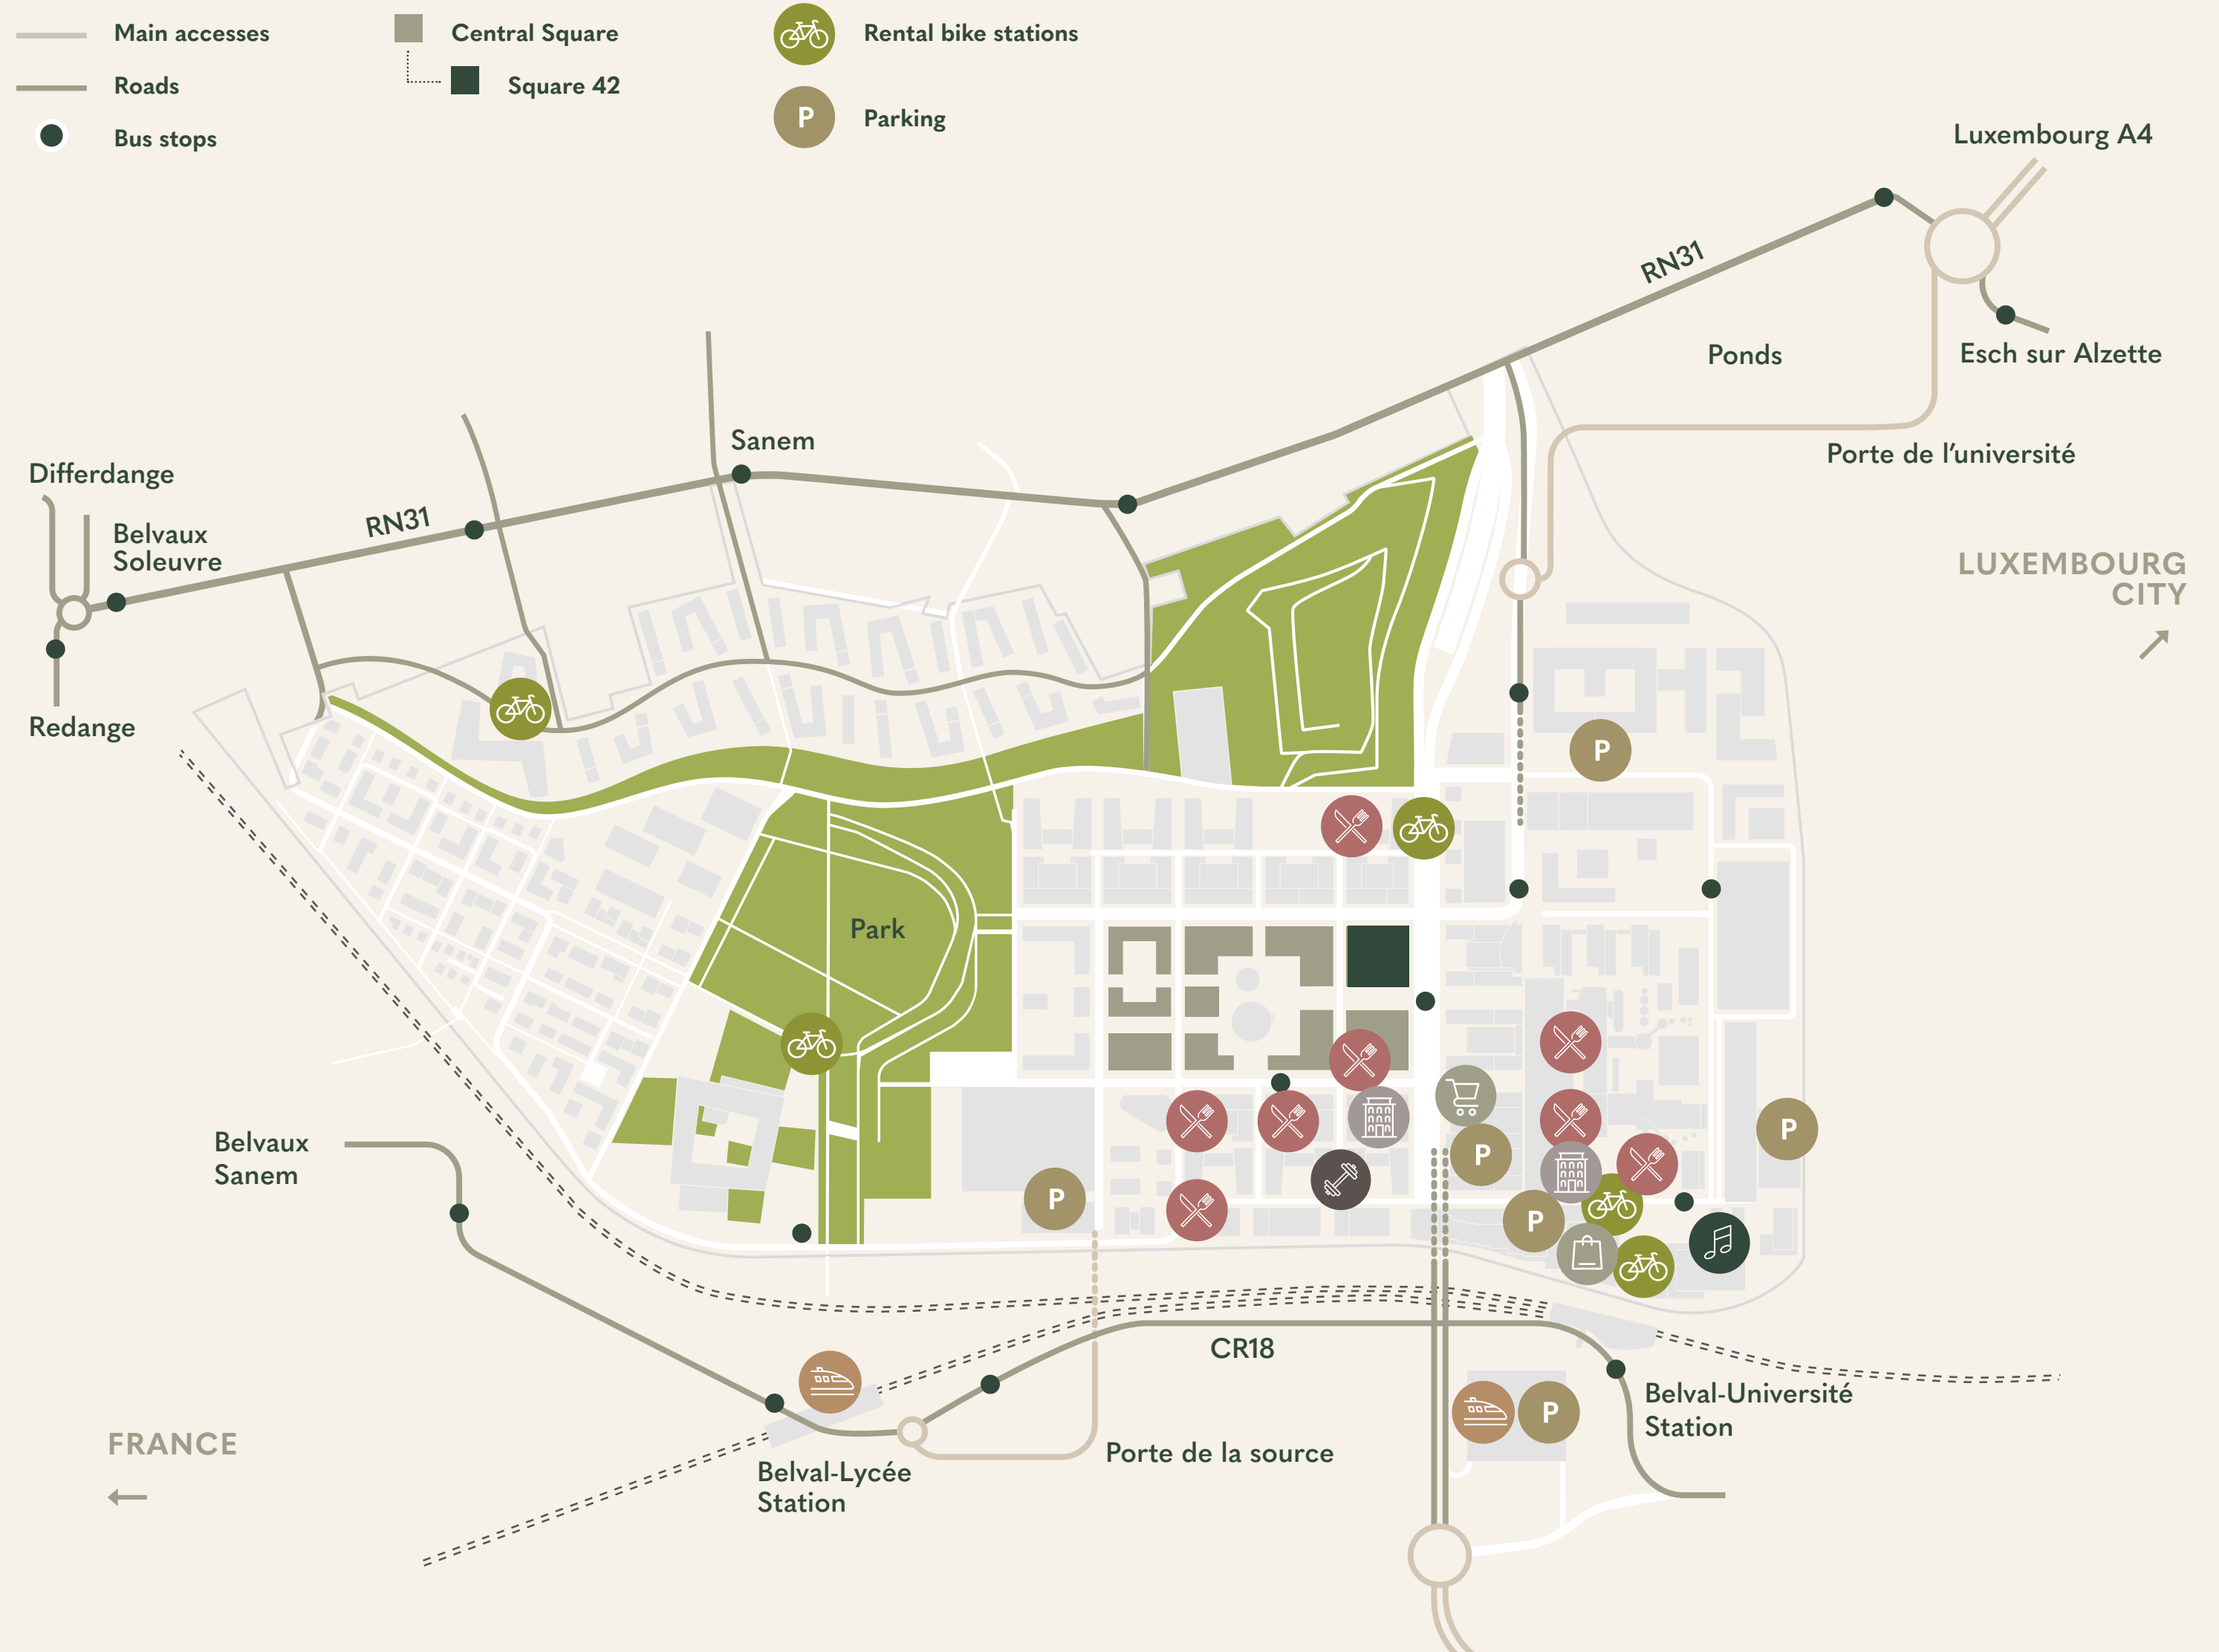 Main accesses
Roads
Bus stops
Central Square
Square 42
Rental bike stations
P
Parking
Luxembourg A4
RN31
Ponds
Esch sur Alzette
Porte de l’université
Sanem
Differdange
Belvaux
Soleuvre
RN31
Redange
LUXEMBOURG
CITY
P
Park
Belvaux
Sanem
P
P
P
P
CR18
Belval-Université
Station
P
FRANCE
Porte de la source
Belval-Lycée
Station